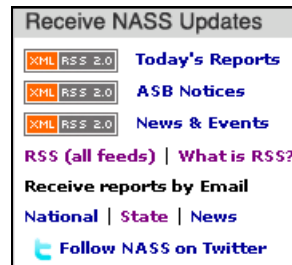 Receive NASS Updates
XML RSS 2.0 Today's Reports
XML RSS 2.0 ASB Notices
XML RSS 2.0 News & Events
RSS (all feeds) | What is RSS?
Receive reports by Email
National | State | News
Follow NASS on Twitter